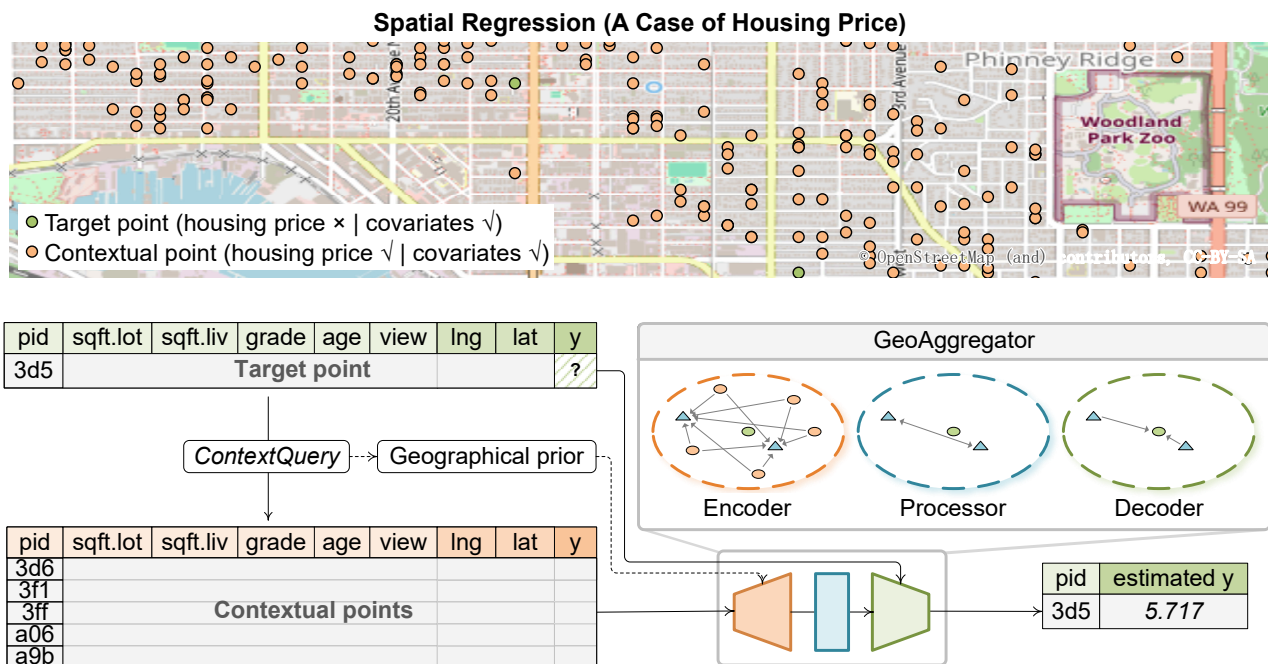 Spatial Regression (A Case of Housing Price)
20th Ave N
3rd Avenue
Phinney Ridge
Woodland
Park Zoo
WA 99
Target point (housing price × | covariates √)
Contextual point (housing price √ | covariates √)
© OpenStreetMap (and) contributors, CC-BY-SA
pid sqft.lot sqft.liv grade age view lng lat y
3d5 Target point ?
ContextQuery
Geographical prior
pid sqft.lot sqft.liv grade age view lng lat y
3d6
3f1
3ff Contextual points
a06
a9b
GeoAggregator
Encoder Processor Decoder
pid estimated y
3d5 5.717